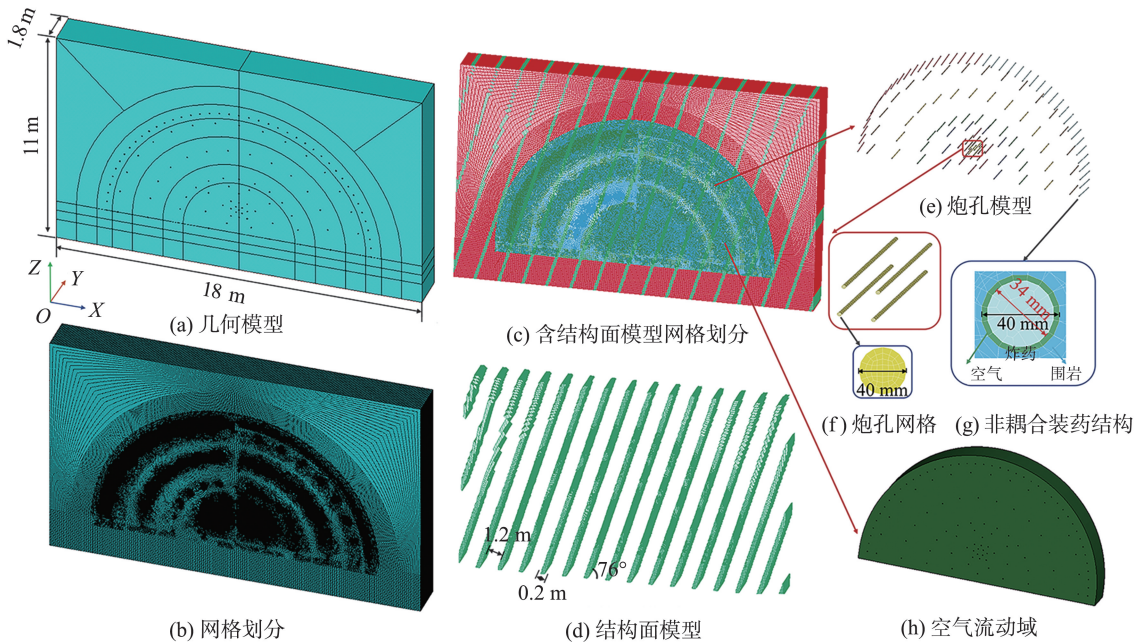 1.8 m
11 m
18 m
Z
Y
X
O
(a) 几何模型
(b) 网格划分
(c) 含结构面模型网格划分
1.2 m
0.2 m
76°
(d) 结构面模型
(e) 炮孔模型
40 mm
(f) 炮孔网格
34 mm
40 mm
炸药
空气
围岩
(g) 非耦合装药结构
(h) 空气流动域